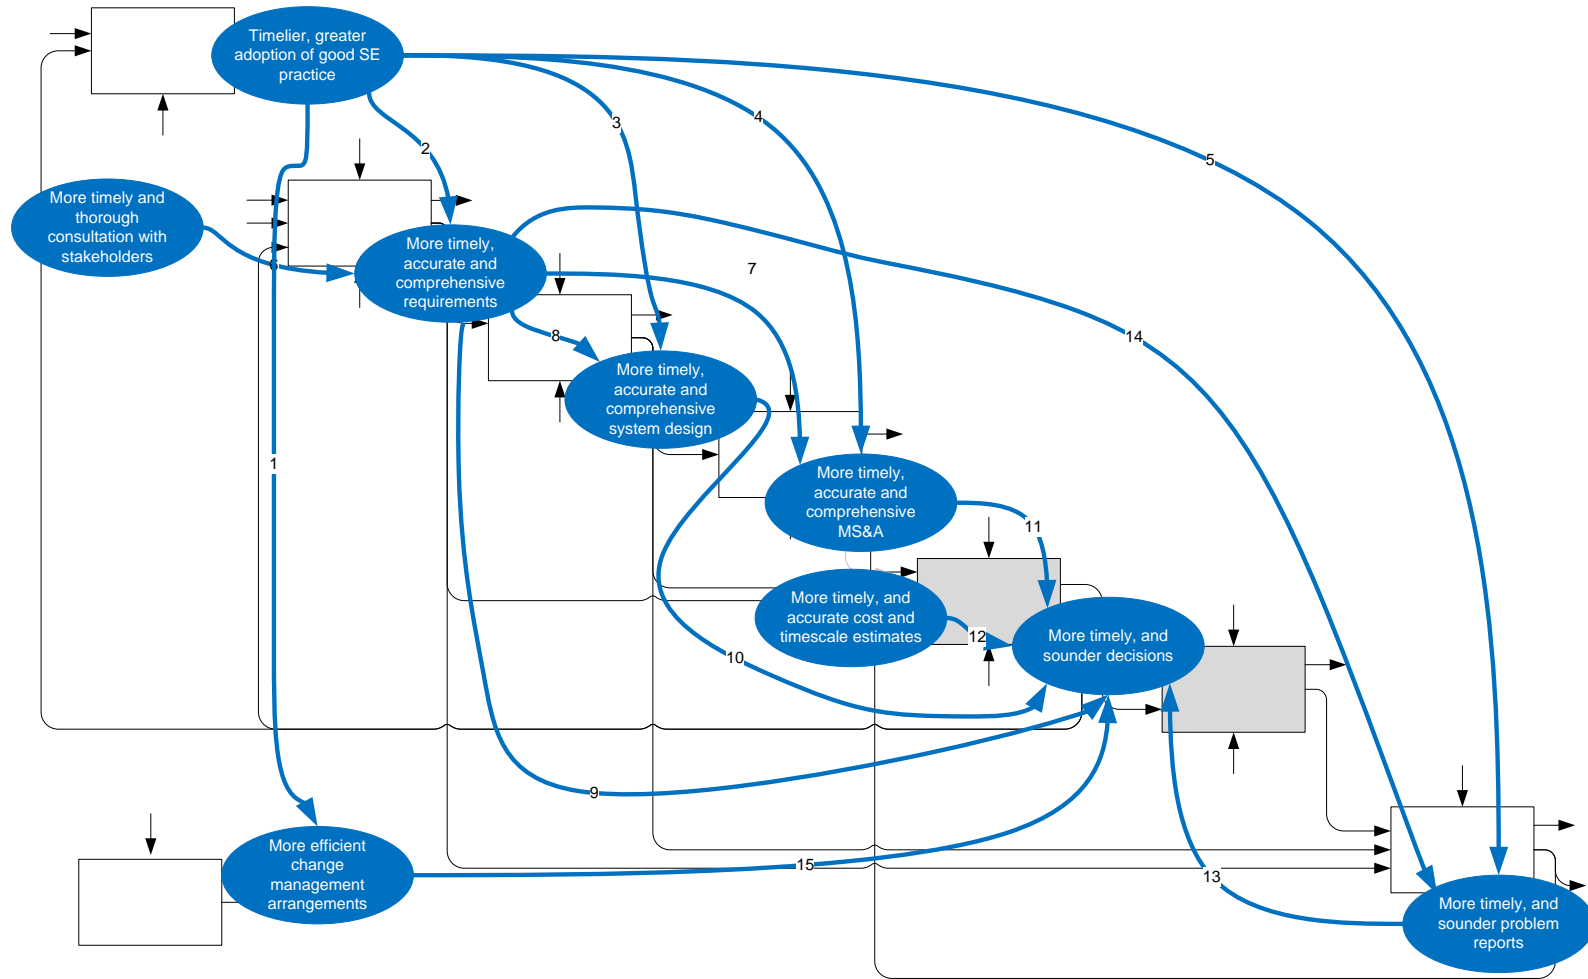 Timelier, greater
adoption of good SE
practice
2
3
4
5
More timely and
thorough
consultation with
stakeholders
6
More timely,
accurate and
comprehensive
requirements
7
8
14
More timely,
accurate and
comprehensive
system design
1
More timely,
accurate and
comprehensive
MS&A
11
More timely, and
accurate cost and
timescale estimates
12
More timely, and
sounder decisions
10
9
More efficient
change
management
arrangements
15
13
More timely, and
sounder problem
reports